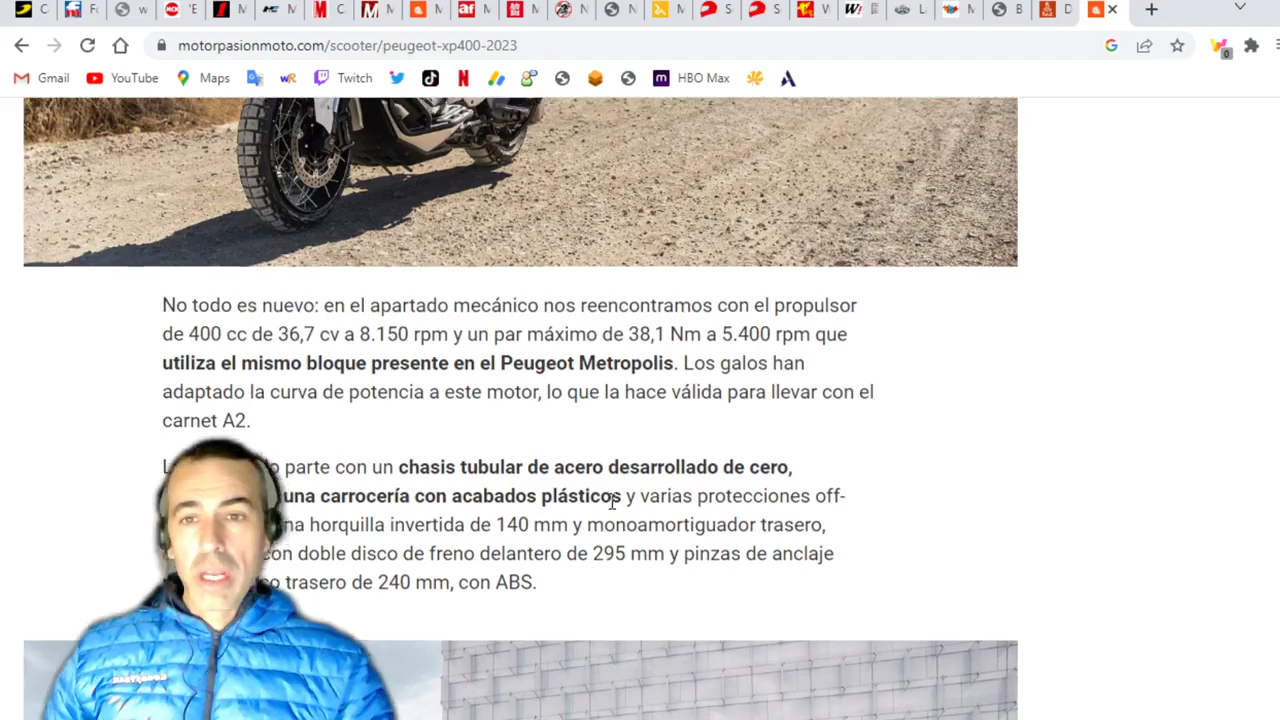 motorpasionmoto.com/scooter/peugeot-xp400-2023
Gmail YouTube Maps Twitch HBO Max
No todo es nuevo: en el apartado mecánico nos reencontramos con el propulsor
de 400 cc de 36,7 cv a 8.150 rpm y un par máximo de 38,1 Nm a 5.400 rpm que
utiliza el mismo bloque presente en el Peugeot Metropolis. Los galos han
adaptado la curva de potencia a este motor, lo que la hace válida para llevar con el
carnet A2.
parte con un chasis tubular de acero desarrollado de cero,
una carrocería con acabados plásticos y varias protecciones off-
horquilla invertida de 140 mm y monoamortiguador trasero,
con doble disco de freno delantero de 295 mm y pinzas de anclaje
trasero de 240 mm, con ABS.